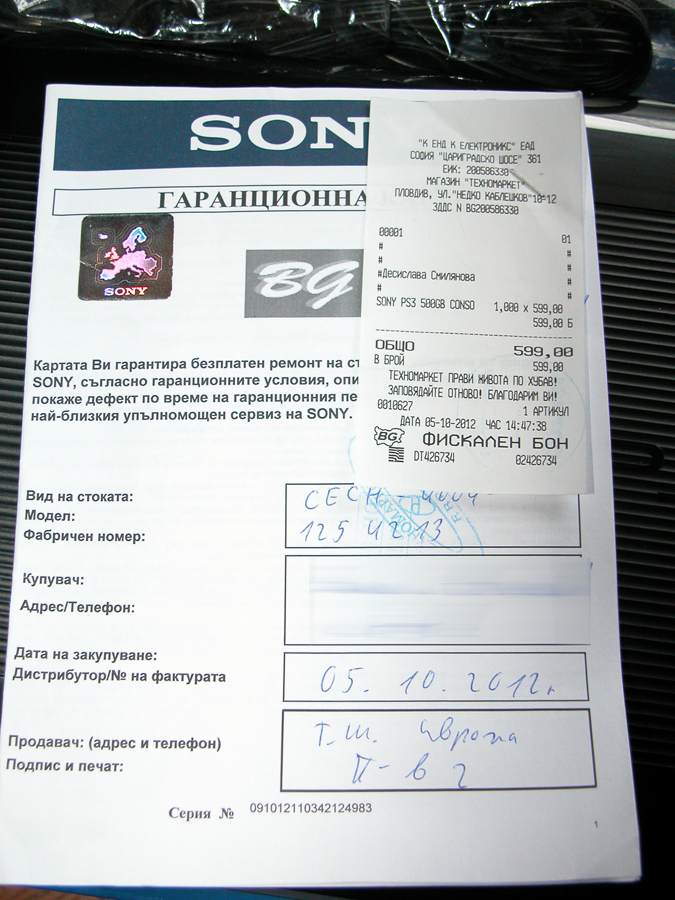 SON
"К ЕНД К ЕЛЕКТРОНИКС" ЕАД
СОФИЯ "ЦАРИГРАДСКО ШОСЕ" 361
ЕИК: 200586330
МАГАЗИН "ТЕХНОМАРКЕТ"
ПЛОВДИВ, УЛ."НЕДКО КАБЛЕШКОВ"10-12
ЗДДС N BG200586330
00001 01
# #
# #
#Десислава Смилянова #
# #
SONY PS3 500GB CONSO 1,000 x 599,00
599,00 Б
ОБЩО 599,00
В БРОЙ 599,00
ТЕХНОМАРКЕТ ПРАВИ ЖИВОТА ПО ХУБАВ!
ЗАПОВЯДАЙТЕ ОТНОВО! БЛАГОДАРИМ ВИ!
0010627 1 АРТИКУЛ
ДАТА 05-10-2012 ЧАС 14:47:38
BG ФИСКАЛЕН БОН
DT426734 02426734
ГАРАНЦИОННА
SONY
BG
Картата Ви гарантира безплатен ремонт на ст
SONY, съгласно гаранционните условия, опи
покаже дефект по време на гаранционния пе
най-близкия упълномощен сервиз на SONY.
Вид на стоката: CECH - 4004
Модел:
Фабричен номер: 125 4213
Купувач:
Адрес/Телефон:
Дата на закупуване:
Дистрибутор/№ на фактурата 05. 10. 2012г.
Продавач: (адрес и телефон) Т.Ш. Европа
Подпис и печат: П-в 2
Серия № 091012110342124983
1